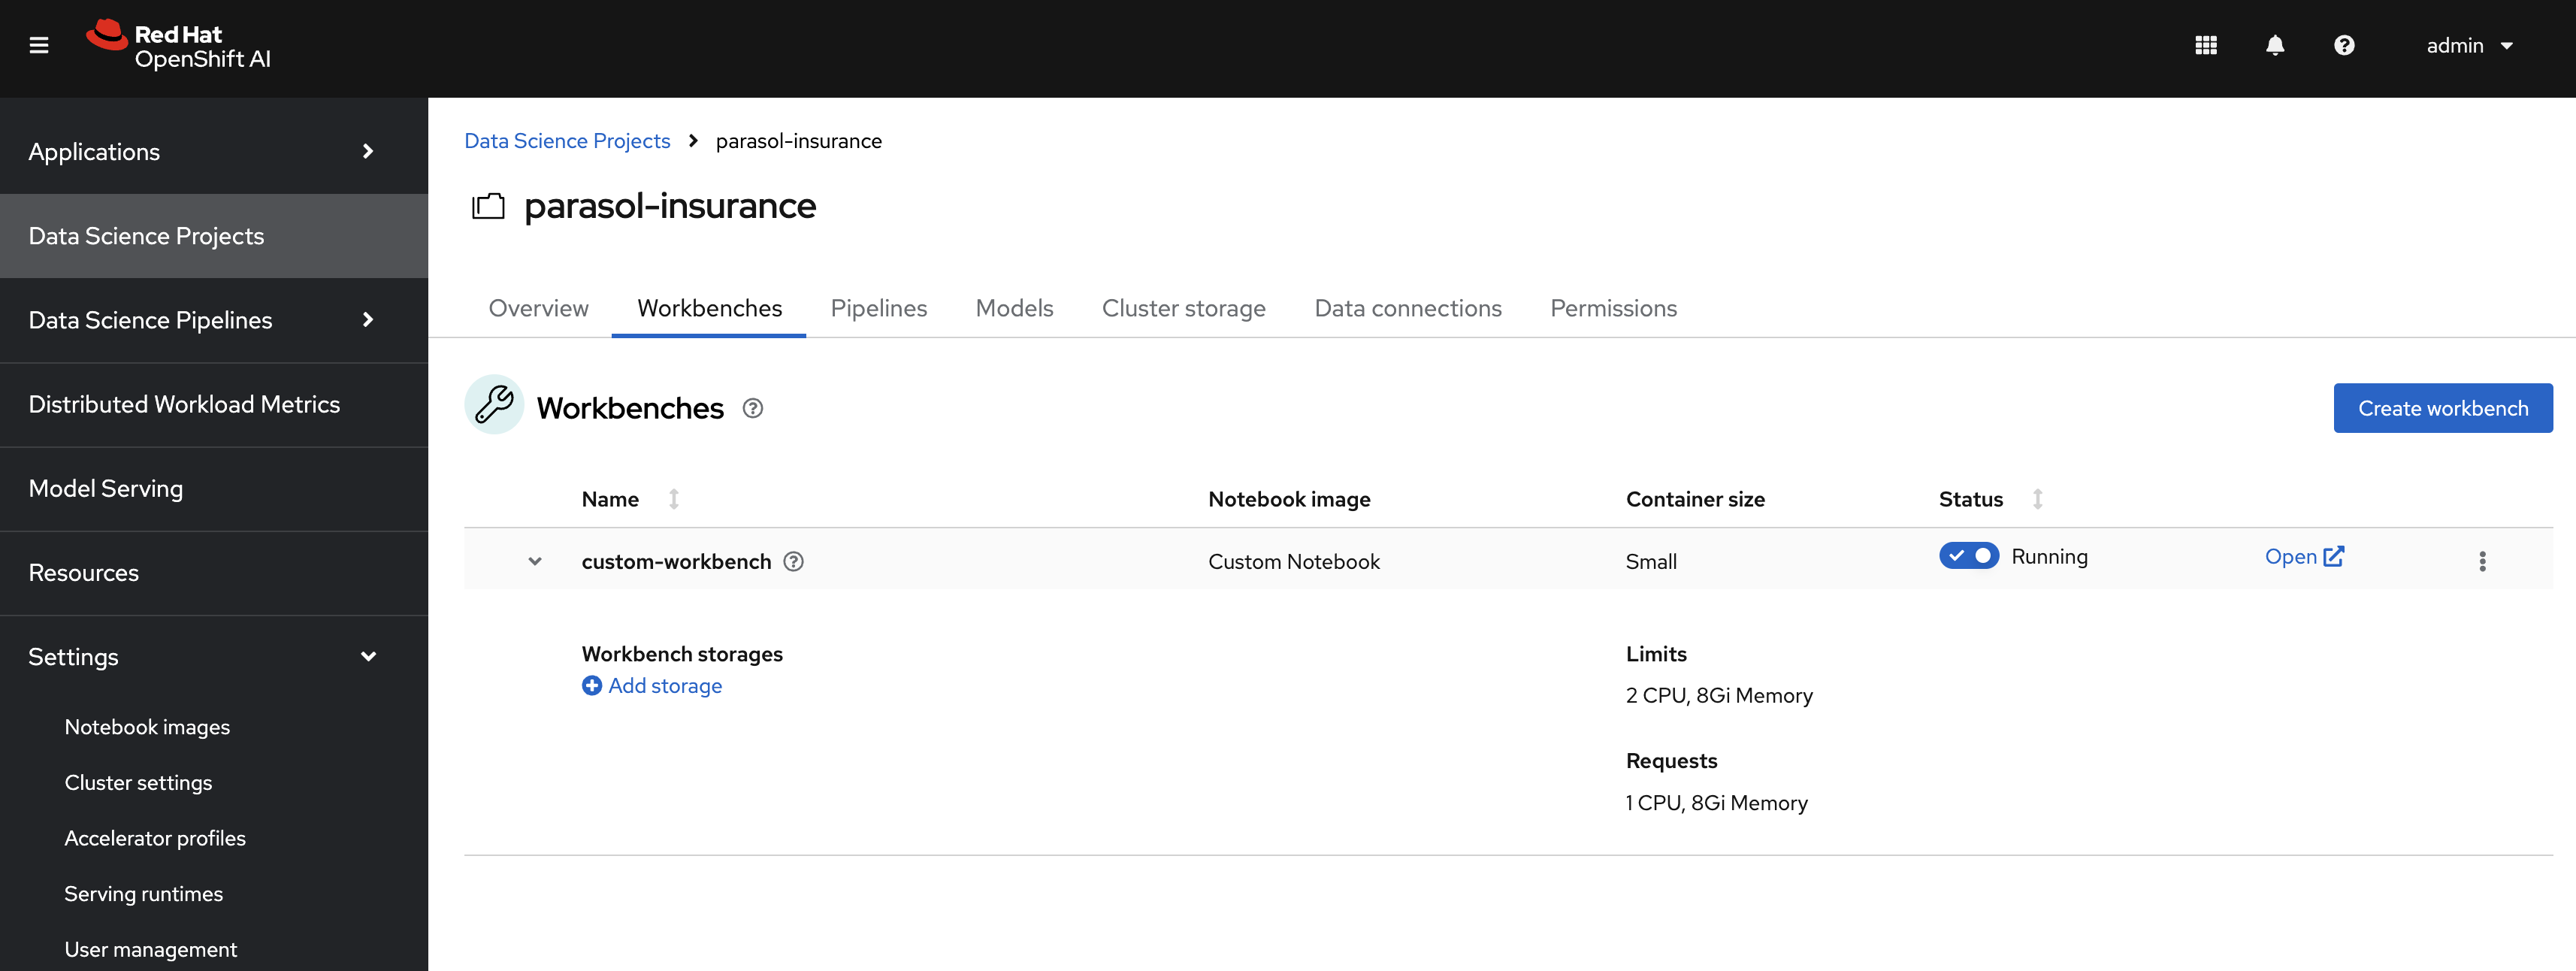 Red Hat
OpenShift AI
admin
Applications
Data Science Projects
Data Science Pipelines
Distributed Workload Metrics
Model Serving
Resources
Settings
Notebook images
Cluster settings
Accelerator profiles
Serving runtimes
User management
Data Science Projects > parasol-insurance
parasol-insurance
Overview Workbenches Pipelines Models Cluster storage Data connections Permissions
Workbenches
Create workbench
Name Notebook image Container size Status
custom-workbench Custom Notebook Small Running Open
Workbench storages
Add storage
Limits
2 CPU, 8Gi Memory
Requests
1 CPU, 8Gi Memory